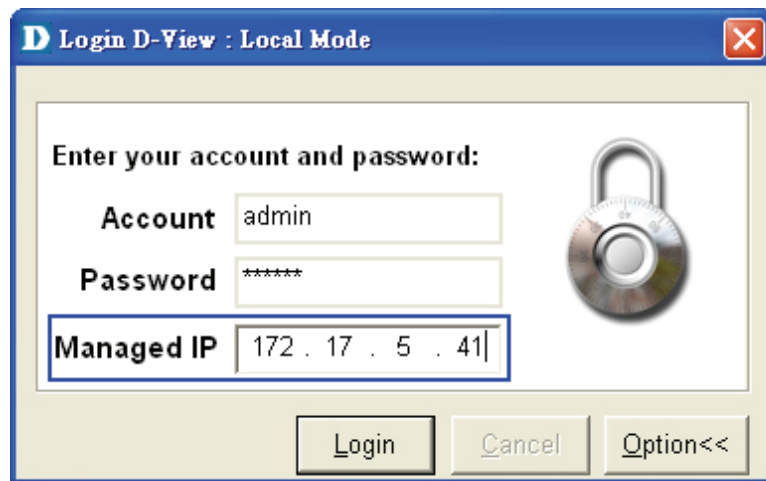 D Login D-View : Local Mode
Enter your account and password:
Account admin
Password ******
Managed IP 172 . 17 . 5 . 41
Login Cancel Option<<